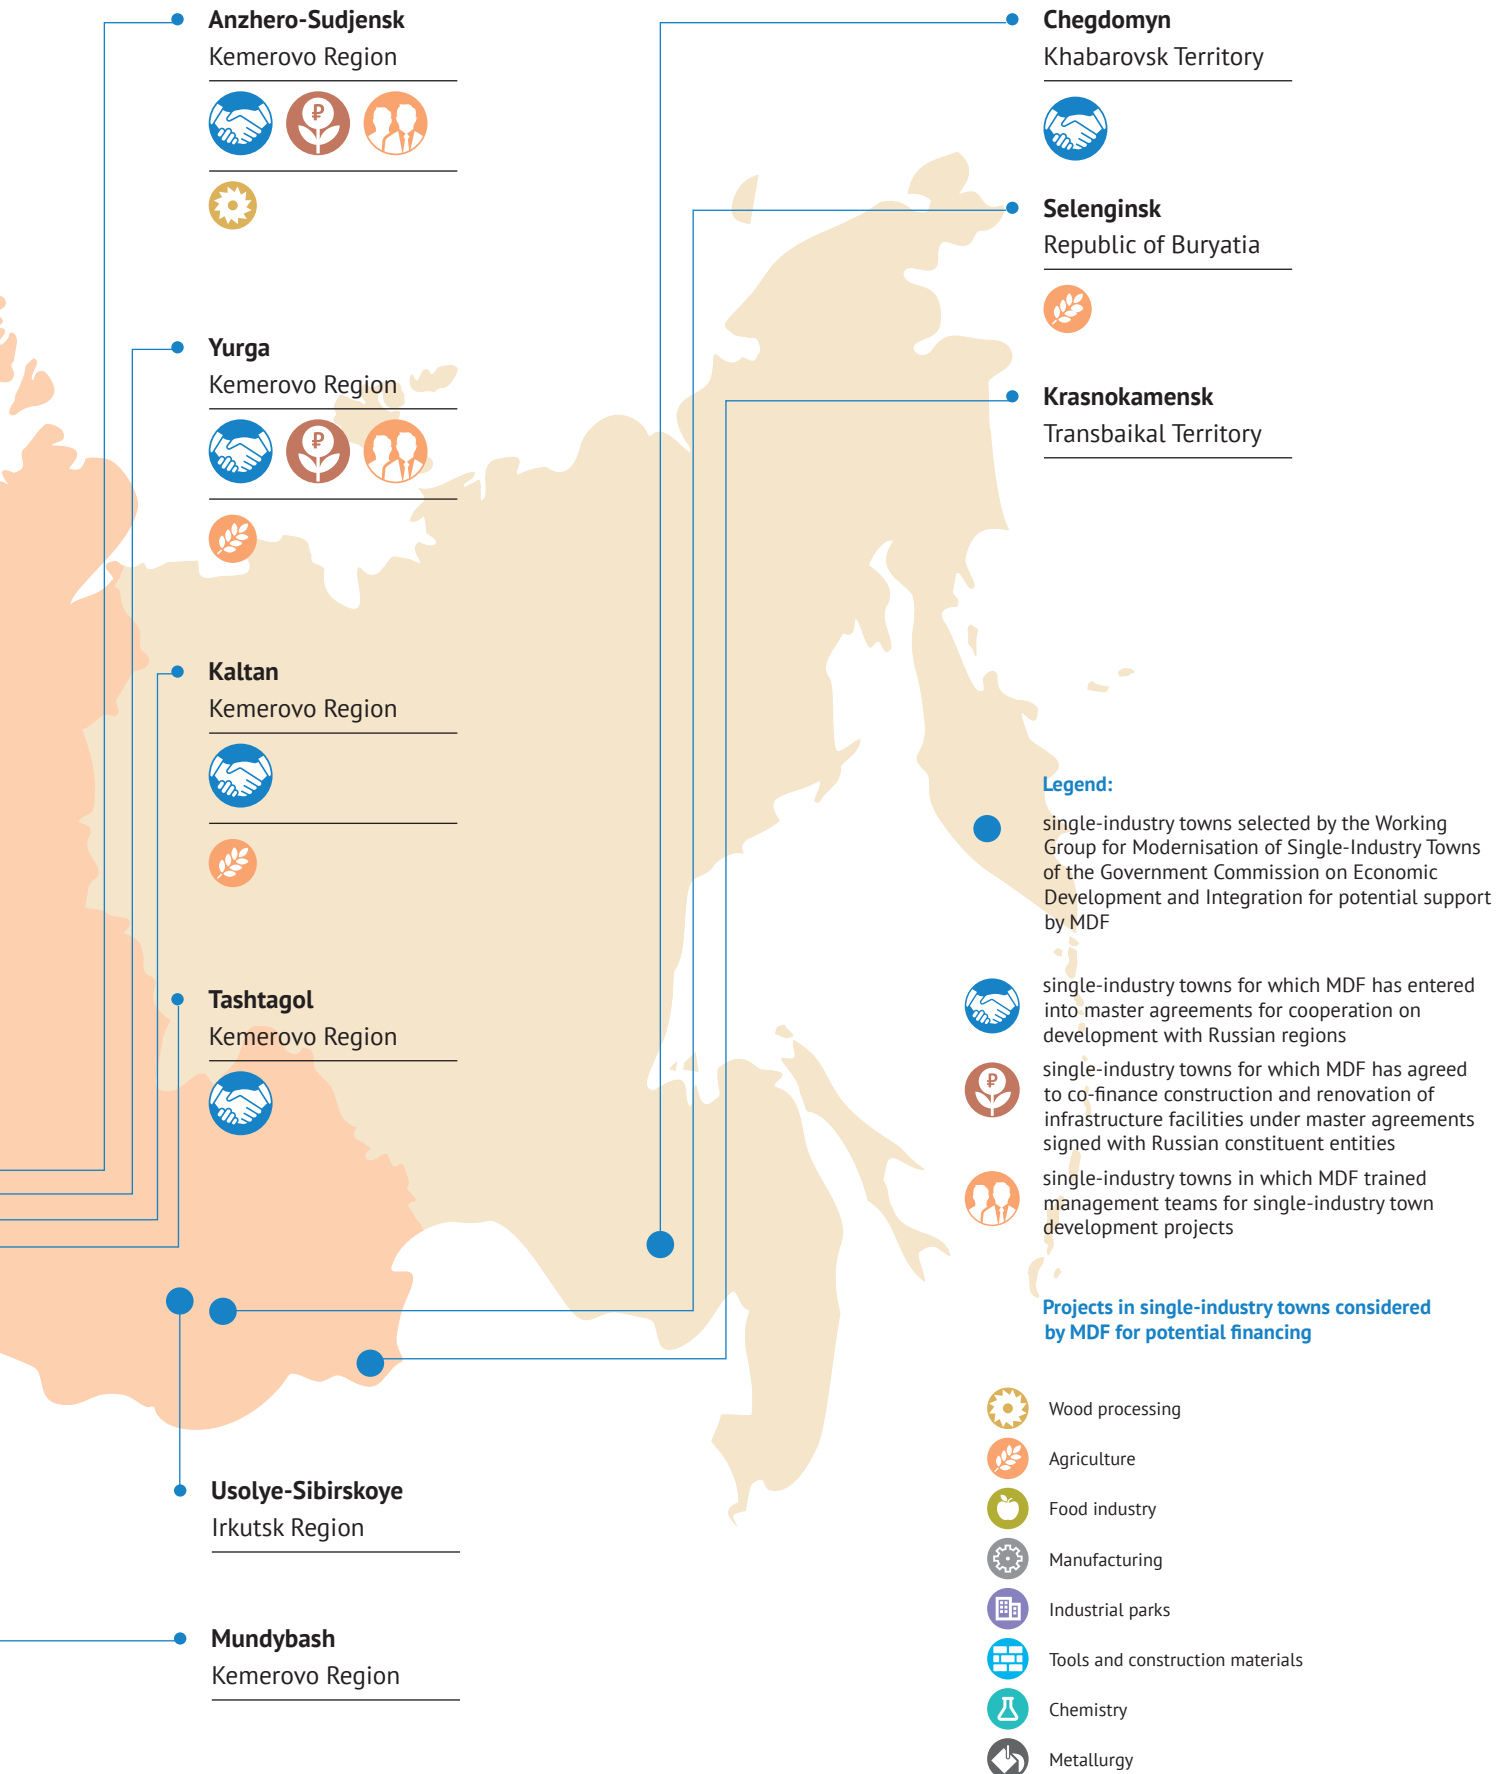 Anzhero-Sudjensk
Kemerovo Region
Yurga
Kemerovo Region
Kaltan
Kemerovo Region
Tashtagol
Kemerovo Region
Usolye-Sibirskoye
Irkutsk Region
Mundybash
Kemerovo Region
Chegdomyn
Khabarovsk Territory
Selenginsk
Republic of Buryatia
Krasnokamensk
Transbaikal Territory
Legend:
single-industry towns selected by the Working
Group for Modernisation of Single-Industry Towns
of the Government Commission on Economic
Development and Integration for potential support
by MDF
single-industry towns for which MDF has entered
into master agreements for cooperation on
development with Russian regions
single-industry towns for which MDF has agreed
to co-finance construction and renovation of
infrastructure facilities under master agreements
signed with Russian constituent entities
single-industry towns in which MDF trained
management teams for single-industry town
development projects
Projects in single-industry towns considered
by MDF for potential financing
Wood processing
Agriculture
Food industry
Manufacturing
Industrial parks
Tools and construction materials
Chemistry
Metallurgy